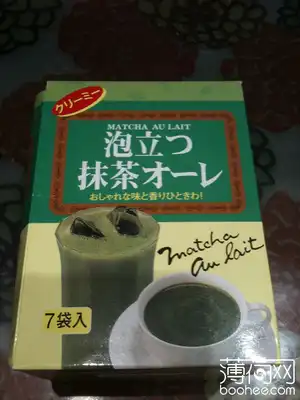 クリーミー
MATCHA AU LAIT
泡立つ
抹茶オーレ
おしゃれな味と香りひときわ!
matcha
au lait
7袋入
薄荷网
boohee.com